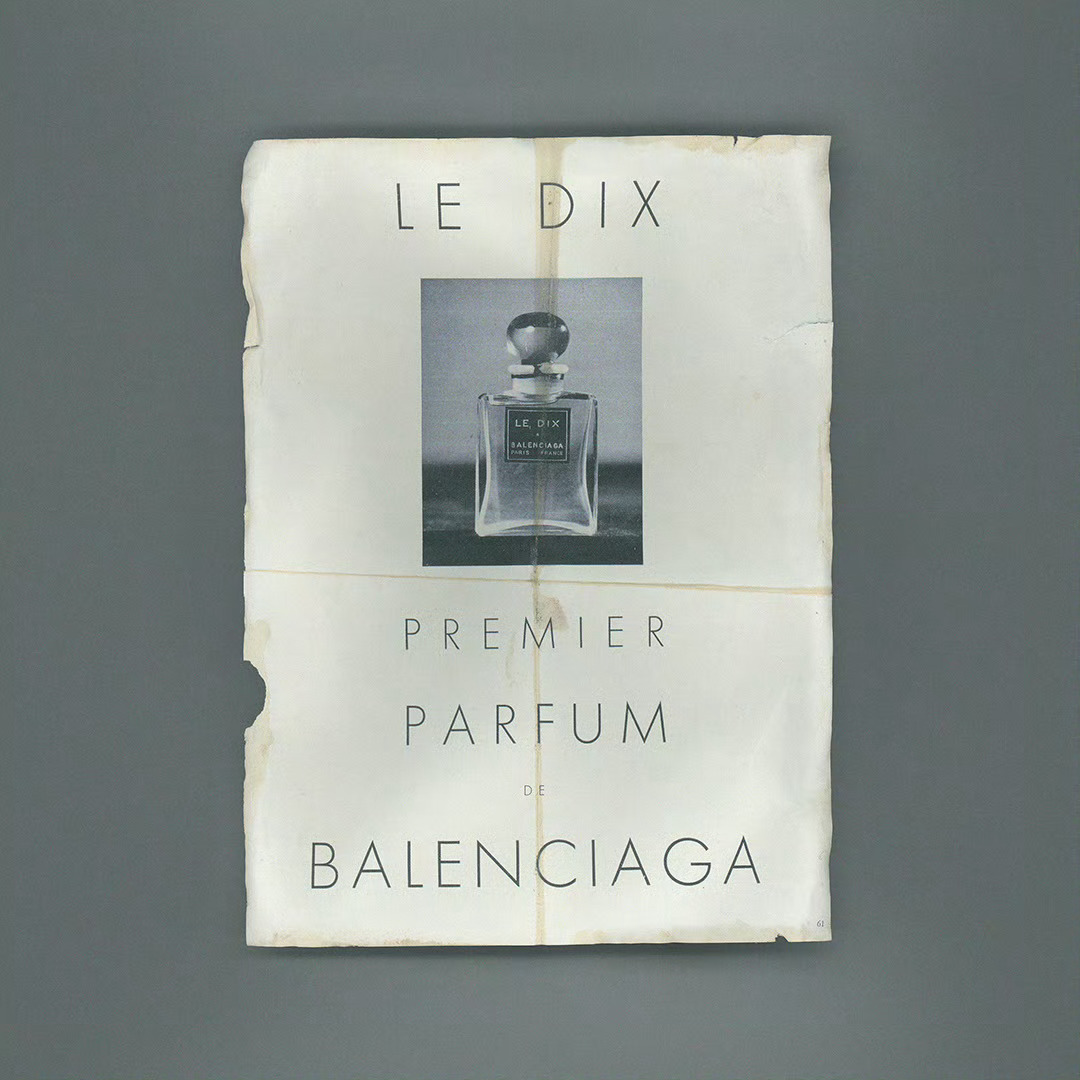 LE DIX
LE DIX
BALENCIAGA
PARIS FRANCE
PREMIER
PARFUM
DE
BALENCIAGA
61